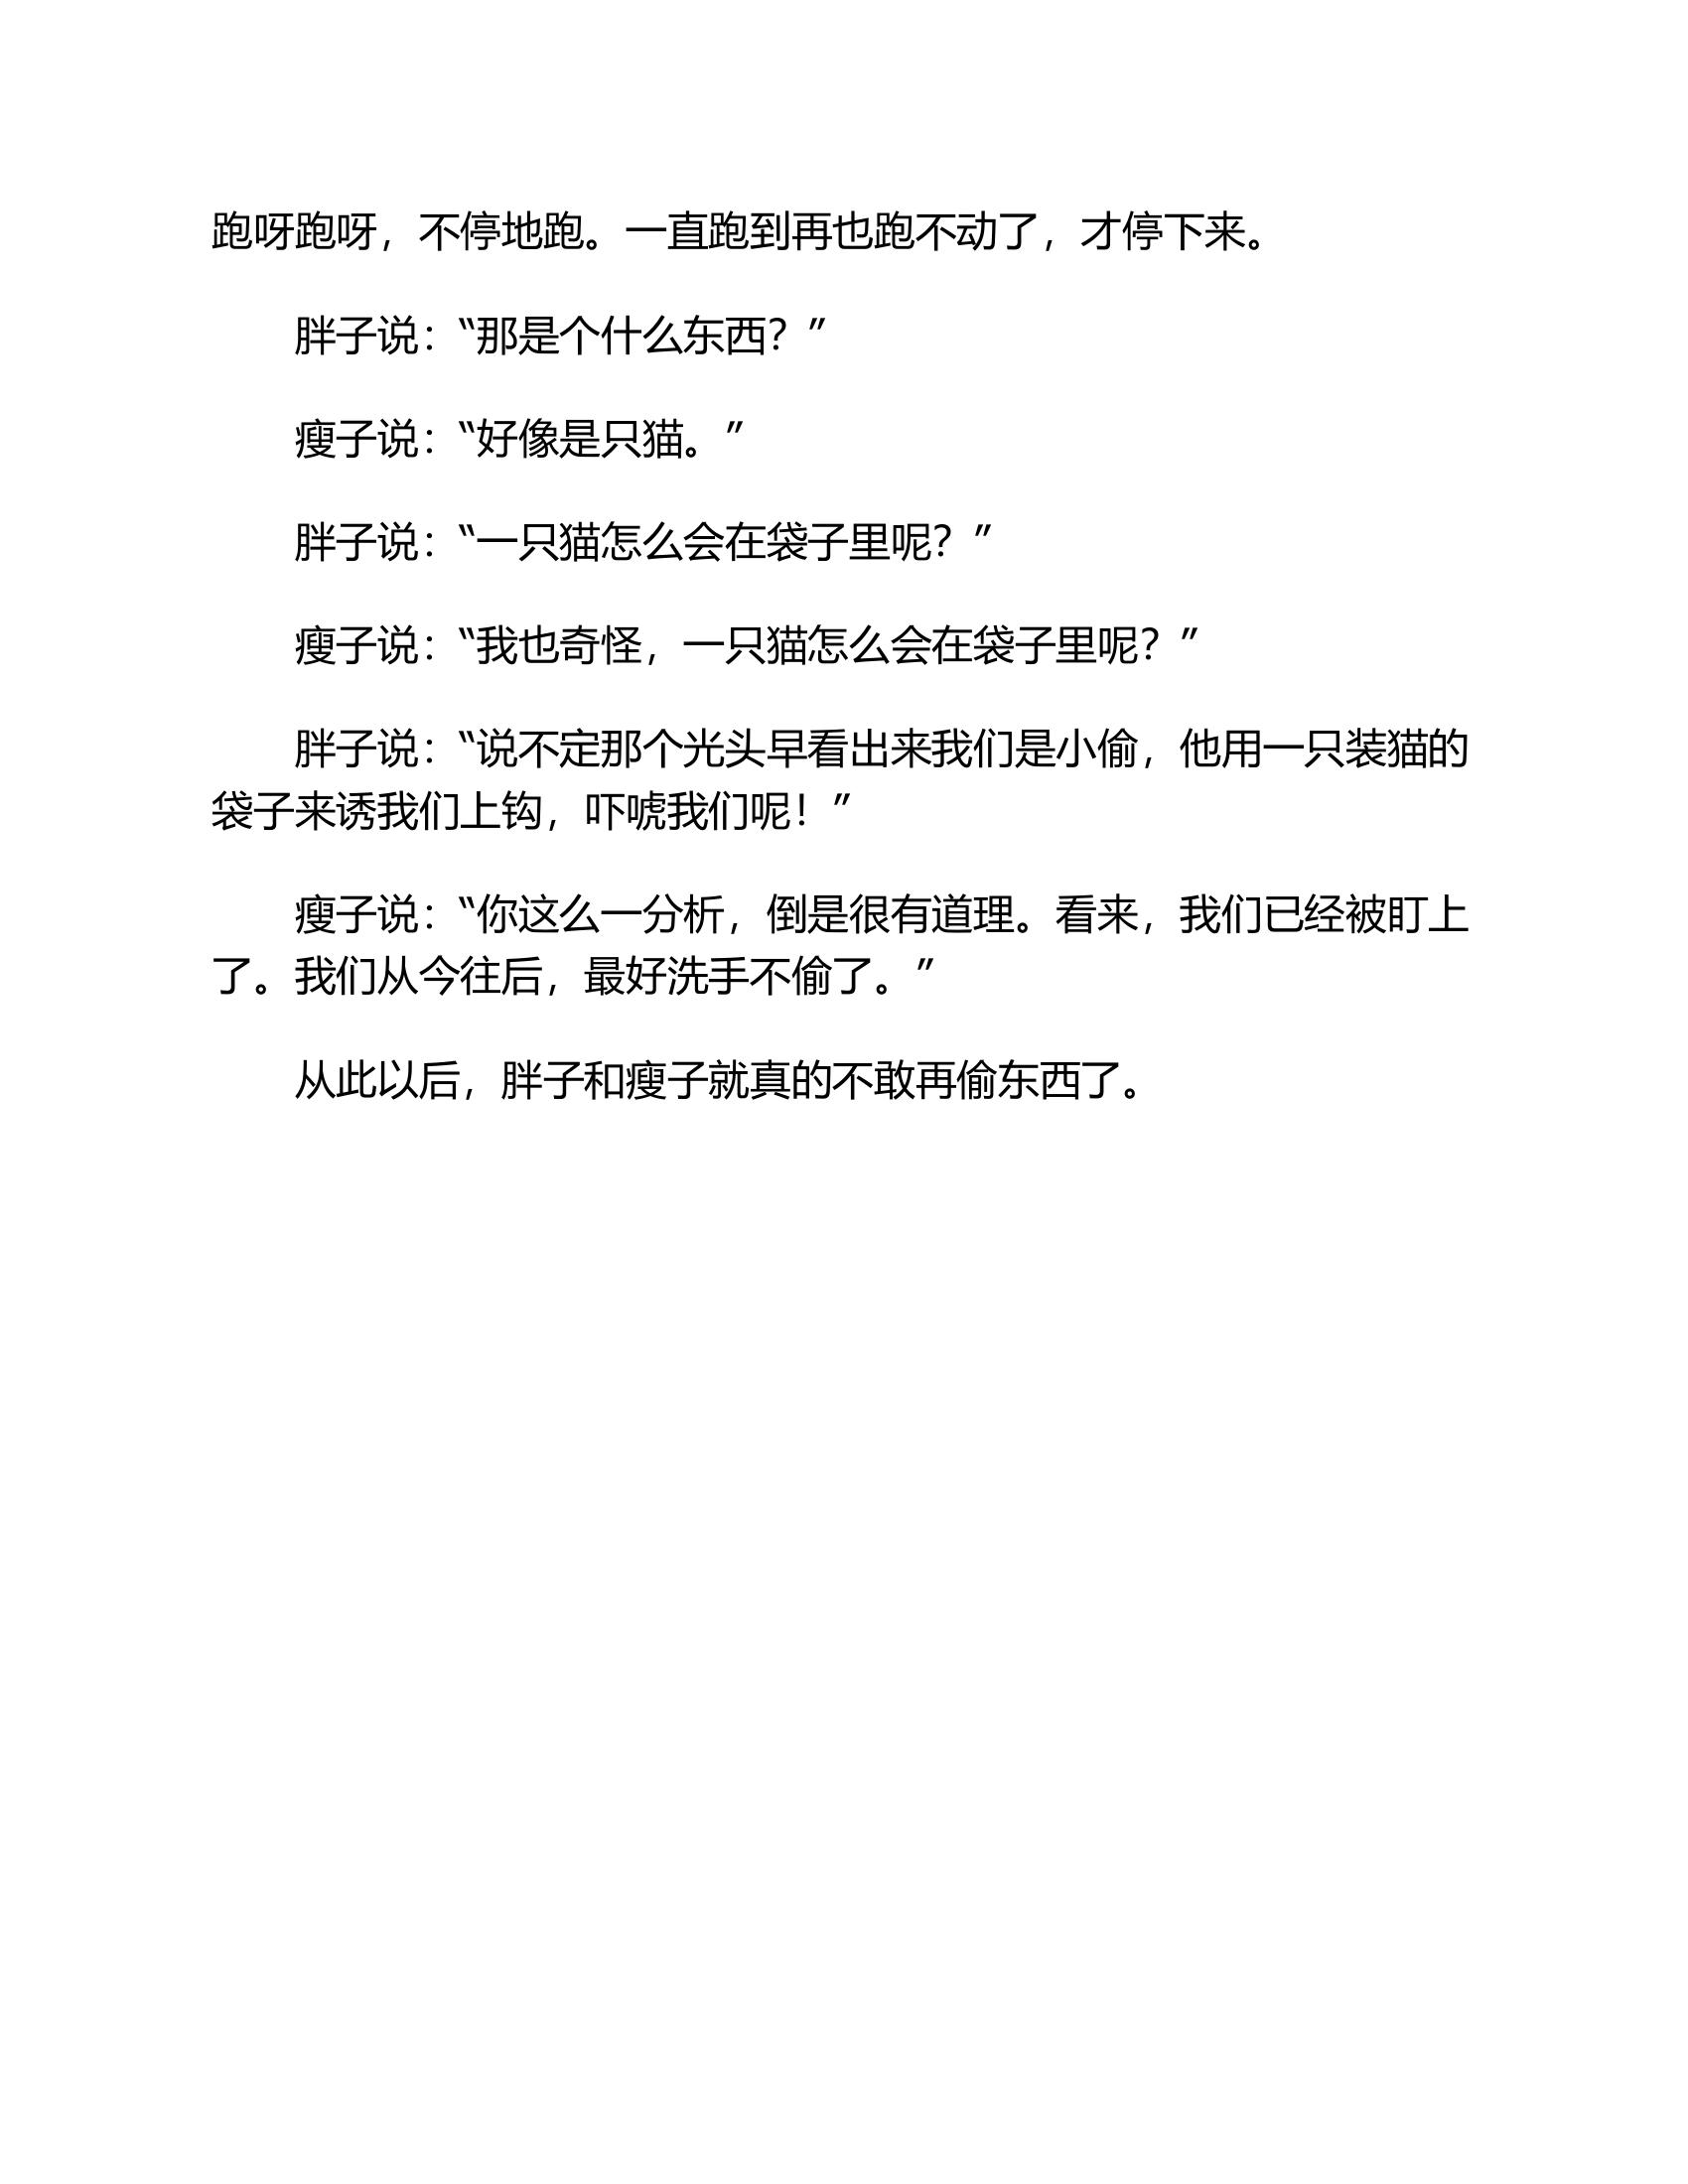 跑呀跑呀，不停地跑。一直跑到再也跑不动了，才停下来。
胖子说：“那是个什么东西？”
瘦子说：“好像是只猫。”
胖子说：“一只猫怎么会在袋子里呢？”
瘦子说：“我也奇怪，一只猫怎么会在袋子里呢？”
胖子说：“说不定那个光头早看出来我们是小偷，他用一只装猫的
袋子来诱我们上钩，吓唬我们呢！”
瘦子说：“你这么一分析，倒是很有道理。看来，我们已经被盯上
了。我们从今往后，最好洗手不偷了。”
从此以后，胖子和瘦子就真的不敢再偷东西了。